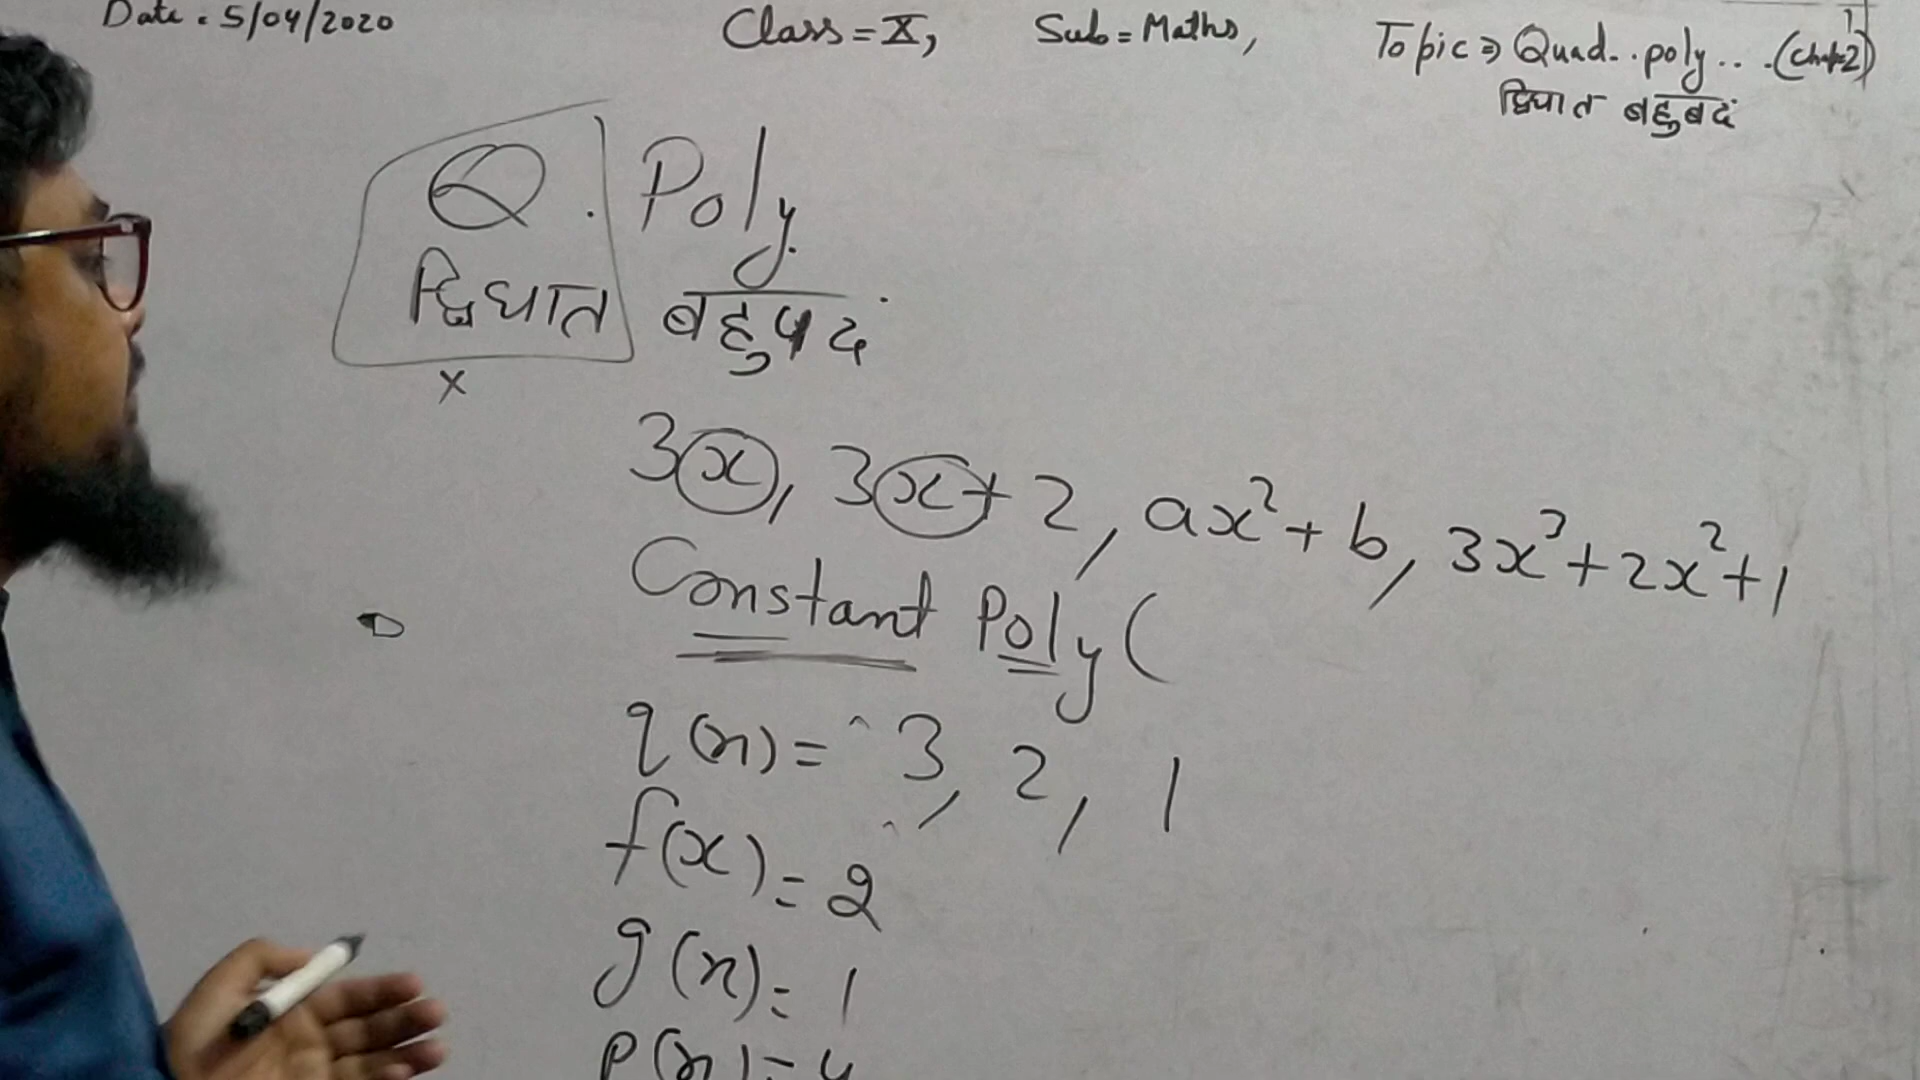 Date . 5/04/2020 Class = X, Sub = Maths, Topic ⇒ Quad.. poly.. .(Chap 2)
द्विघात बहुबद
Q . Poly
द्विघात बहुपद .
x
3x, 3x + 2, ax² + b, 3x³ + 2x² + 1
Constant Poly (
q(x) = 3, 2, 1
f(x) = 2
g(x) = 1
P(x) = 4